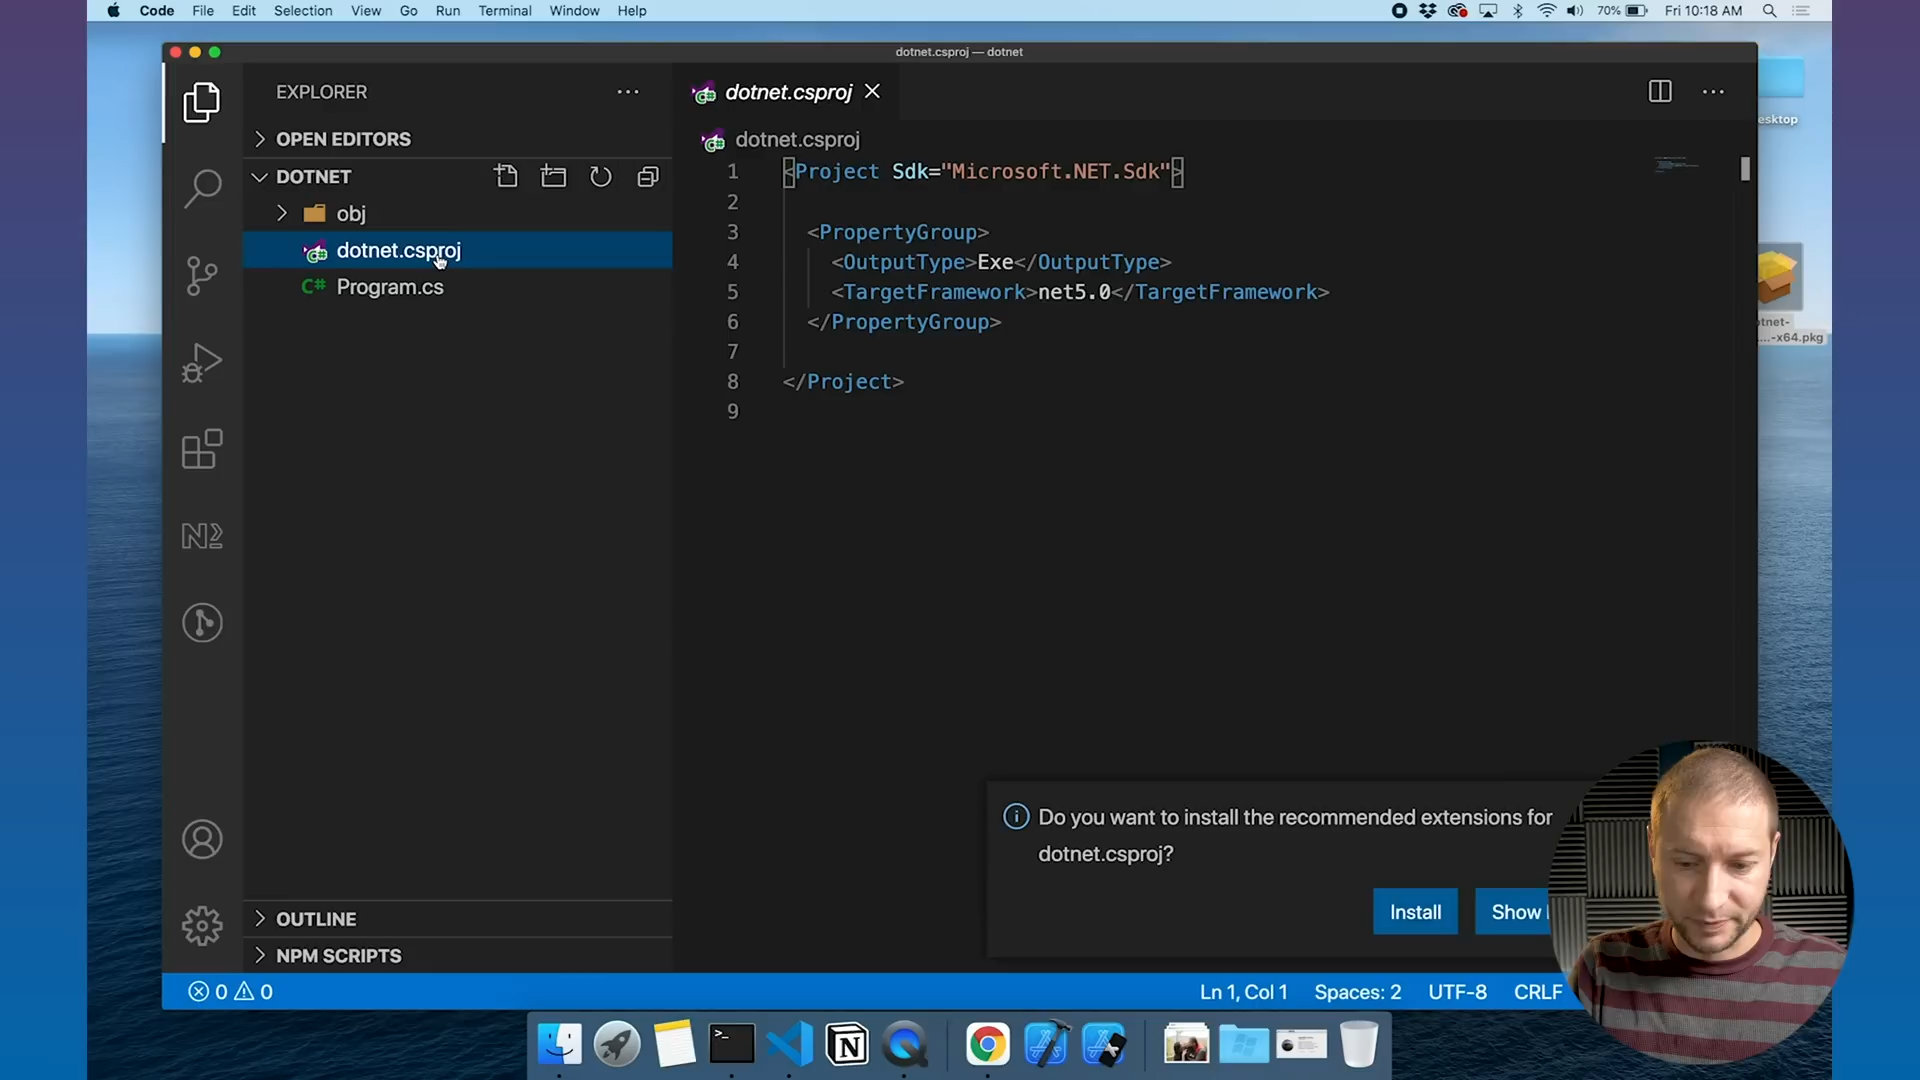 Code File Edit Selection View Go Run Terminal Window Help 70% Fri 10:18 AM
dotnet.csproj — dotnet
EXPLORER
dotnet.csproj
OPEN EDITORS
dotnet.csproj
DOTNET
obj
dotnet.csproj
C# Program.cs
1 <Project Sdk="Microsoft.NET.Sdk">
2
3 <PropertyGroup>
4 <OutputType>Exe</OutputType>
5 <TargetFramework>net5.0</TargetFramework>
6 </PropertyGroup>
7
8 </Project>
9
esktop
otnet-
...-x64.pkg
Do you want to install the recommended extensions for
dotnet.csproj?
Install Show
OUTLINE
NPM SCRIPTS
0 0 Ln 1, Col 1 Spaces: 2 UTF-8 CRLF